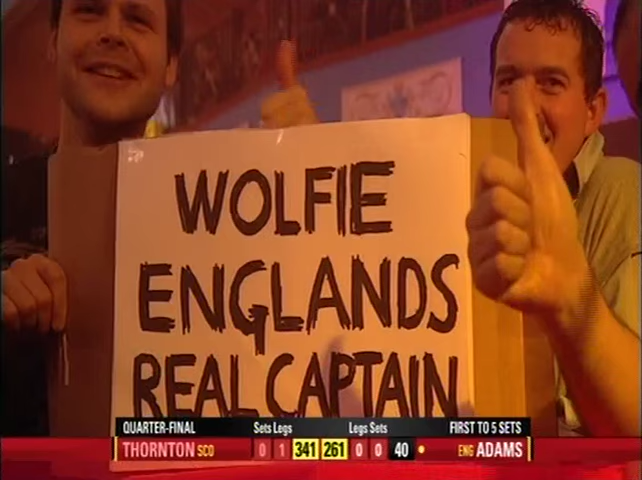 WOLFIE
ENGLANDS
REAL CAPTAIN
QUARTER-FINAL Sets Legs Legs Sets FIRST TO 5 SETS
THORNTON SCO 0 1 341 261 0 0 40 ENG ADAMS